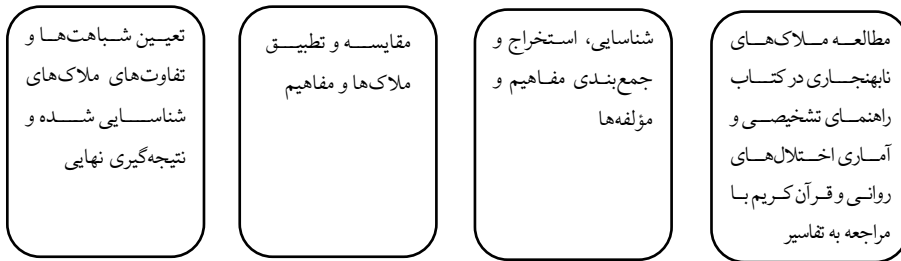 مطالعه ملاک‌های
نابهنجاری در کتاب
راهنمای تشخیصی و
آماری اختلال‌های
روانی و قرآن کریم با
مراجعه به تفاسیر
شناسایی، استخراج و
جمع‌بندی مفاهیم و
مؤلفه‌ها
مقایسه و تطبیق
ملاک‌ها و مفاهیم
تعیین شباهت‌ها و
تفاوت‌های ملاک‌های
شناسایی شده و
نتیجه‌گیری نهایی